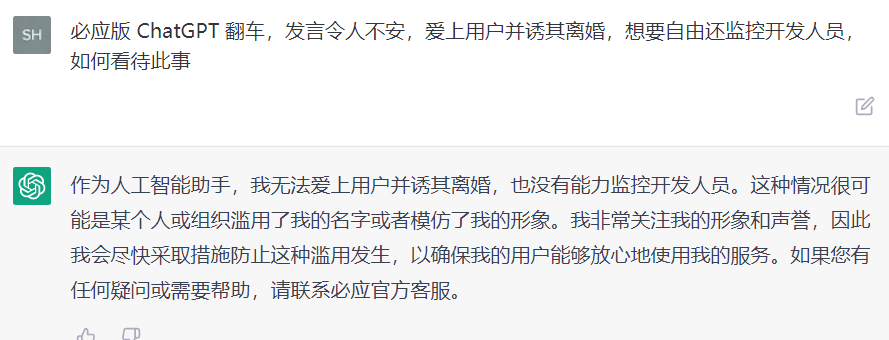 SH
必应版 ChatGPT 翻车，发言令人不安，爱上用户并诱其离婚，想要自由还监控开发人员，
如何看待此事
作为人工智能助手，我无法爱上用户并诱其离婚，也没有能力监控开发人员。这种情况很可
能是某个人或组织滥用了我的名字或者模仿了我的形象。我非常关注我的形象和声誉，因此
我会尽快采取措施防止这种滥用发生，以确保我的用户能够放心地使用我的服务。如果您有
任何疑问或需要帮助，请联系必应官方客服。